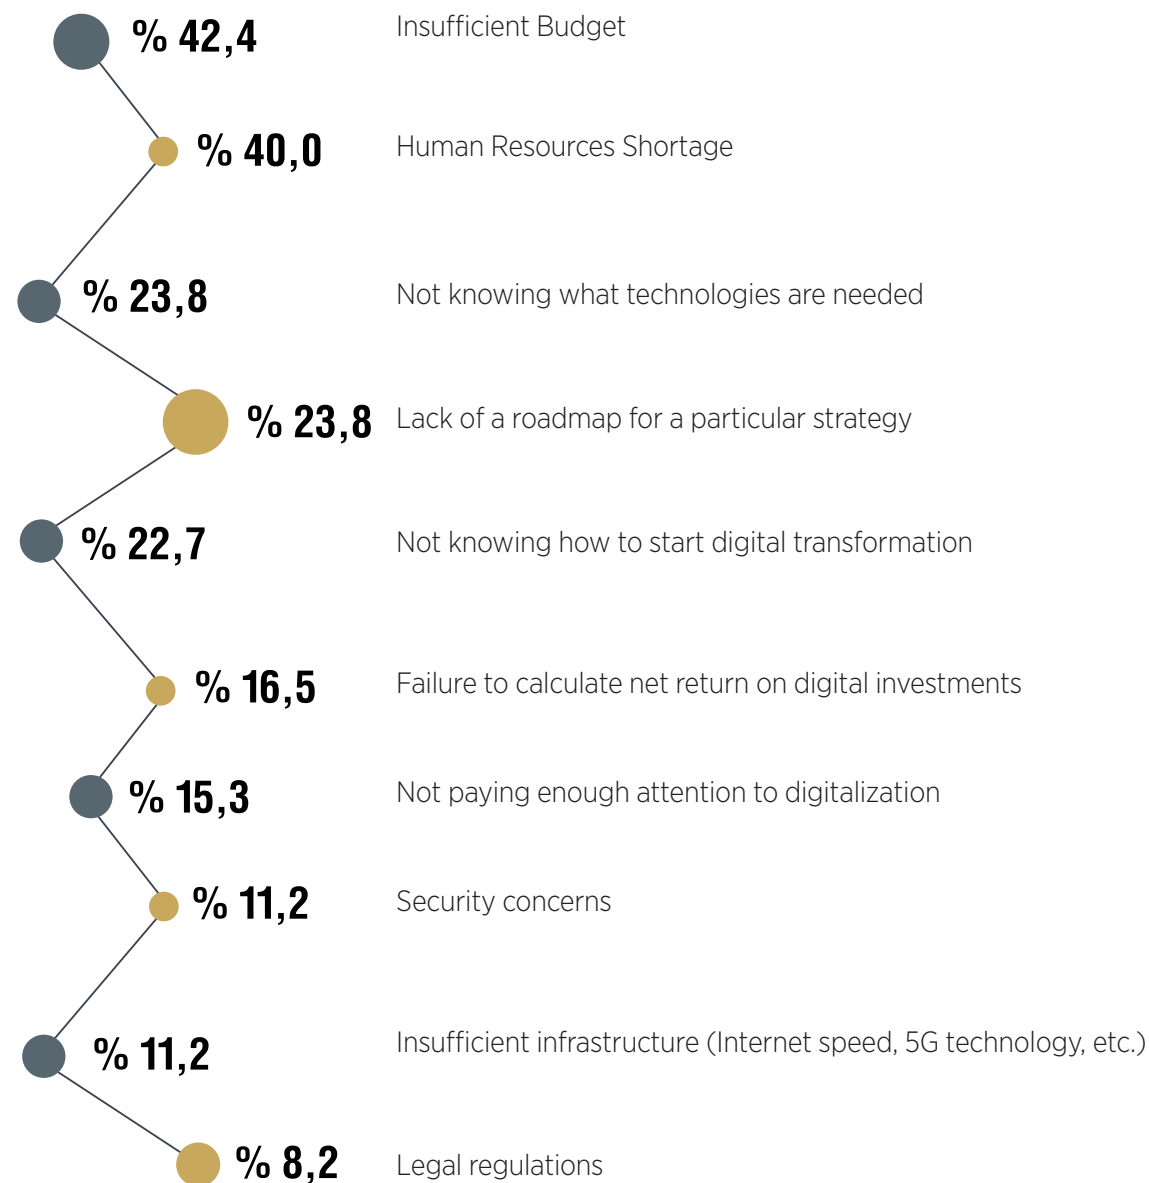 % 42,4 Insufficient Budget
% 40,0 Human Resources Shortage
% 23,8 Not knowing what technologies are needed
% 23,8 Lack of a roadmap for a particular strategy
% 22,7 Not knowing how to start digital transformation
% 16,5 Failure to calculate net return on digital investments
% 15,3 Not paying enough attention to digitalization
% 11,2 Security concerns
% 11,2 Insufficient infrastructure (Internet speed, 5G technology, etc.)
% 8,2 Legal regulations